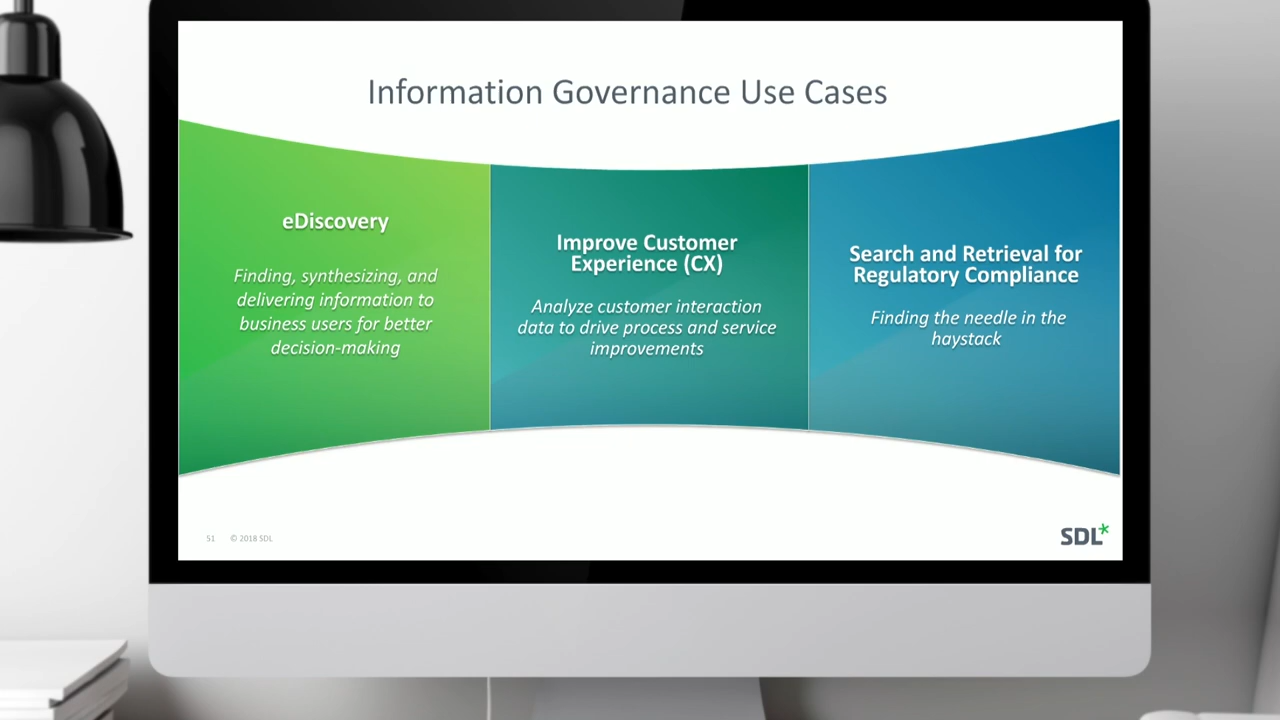 Information Governance Use Cases
eDiscovery
Finding, synthesizing, and
delivering information to
business users for better
decision-making
Improve Customer
Experience (CX)
Analyze customer interaction
data to drive process and service
improvements
Search and Retrieval for
Regulatory Compliance
Finding the needle in the
haystack
51 © 2018 SDL
SDL*